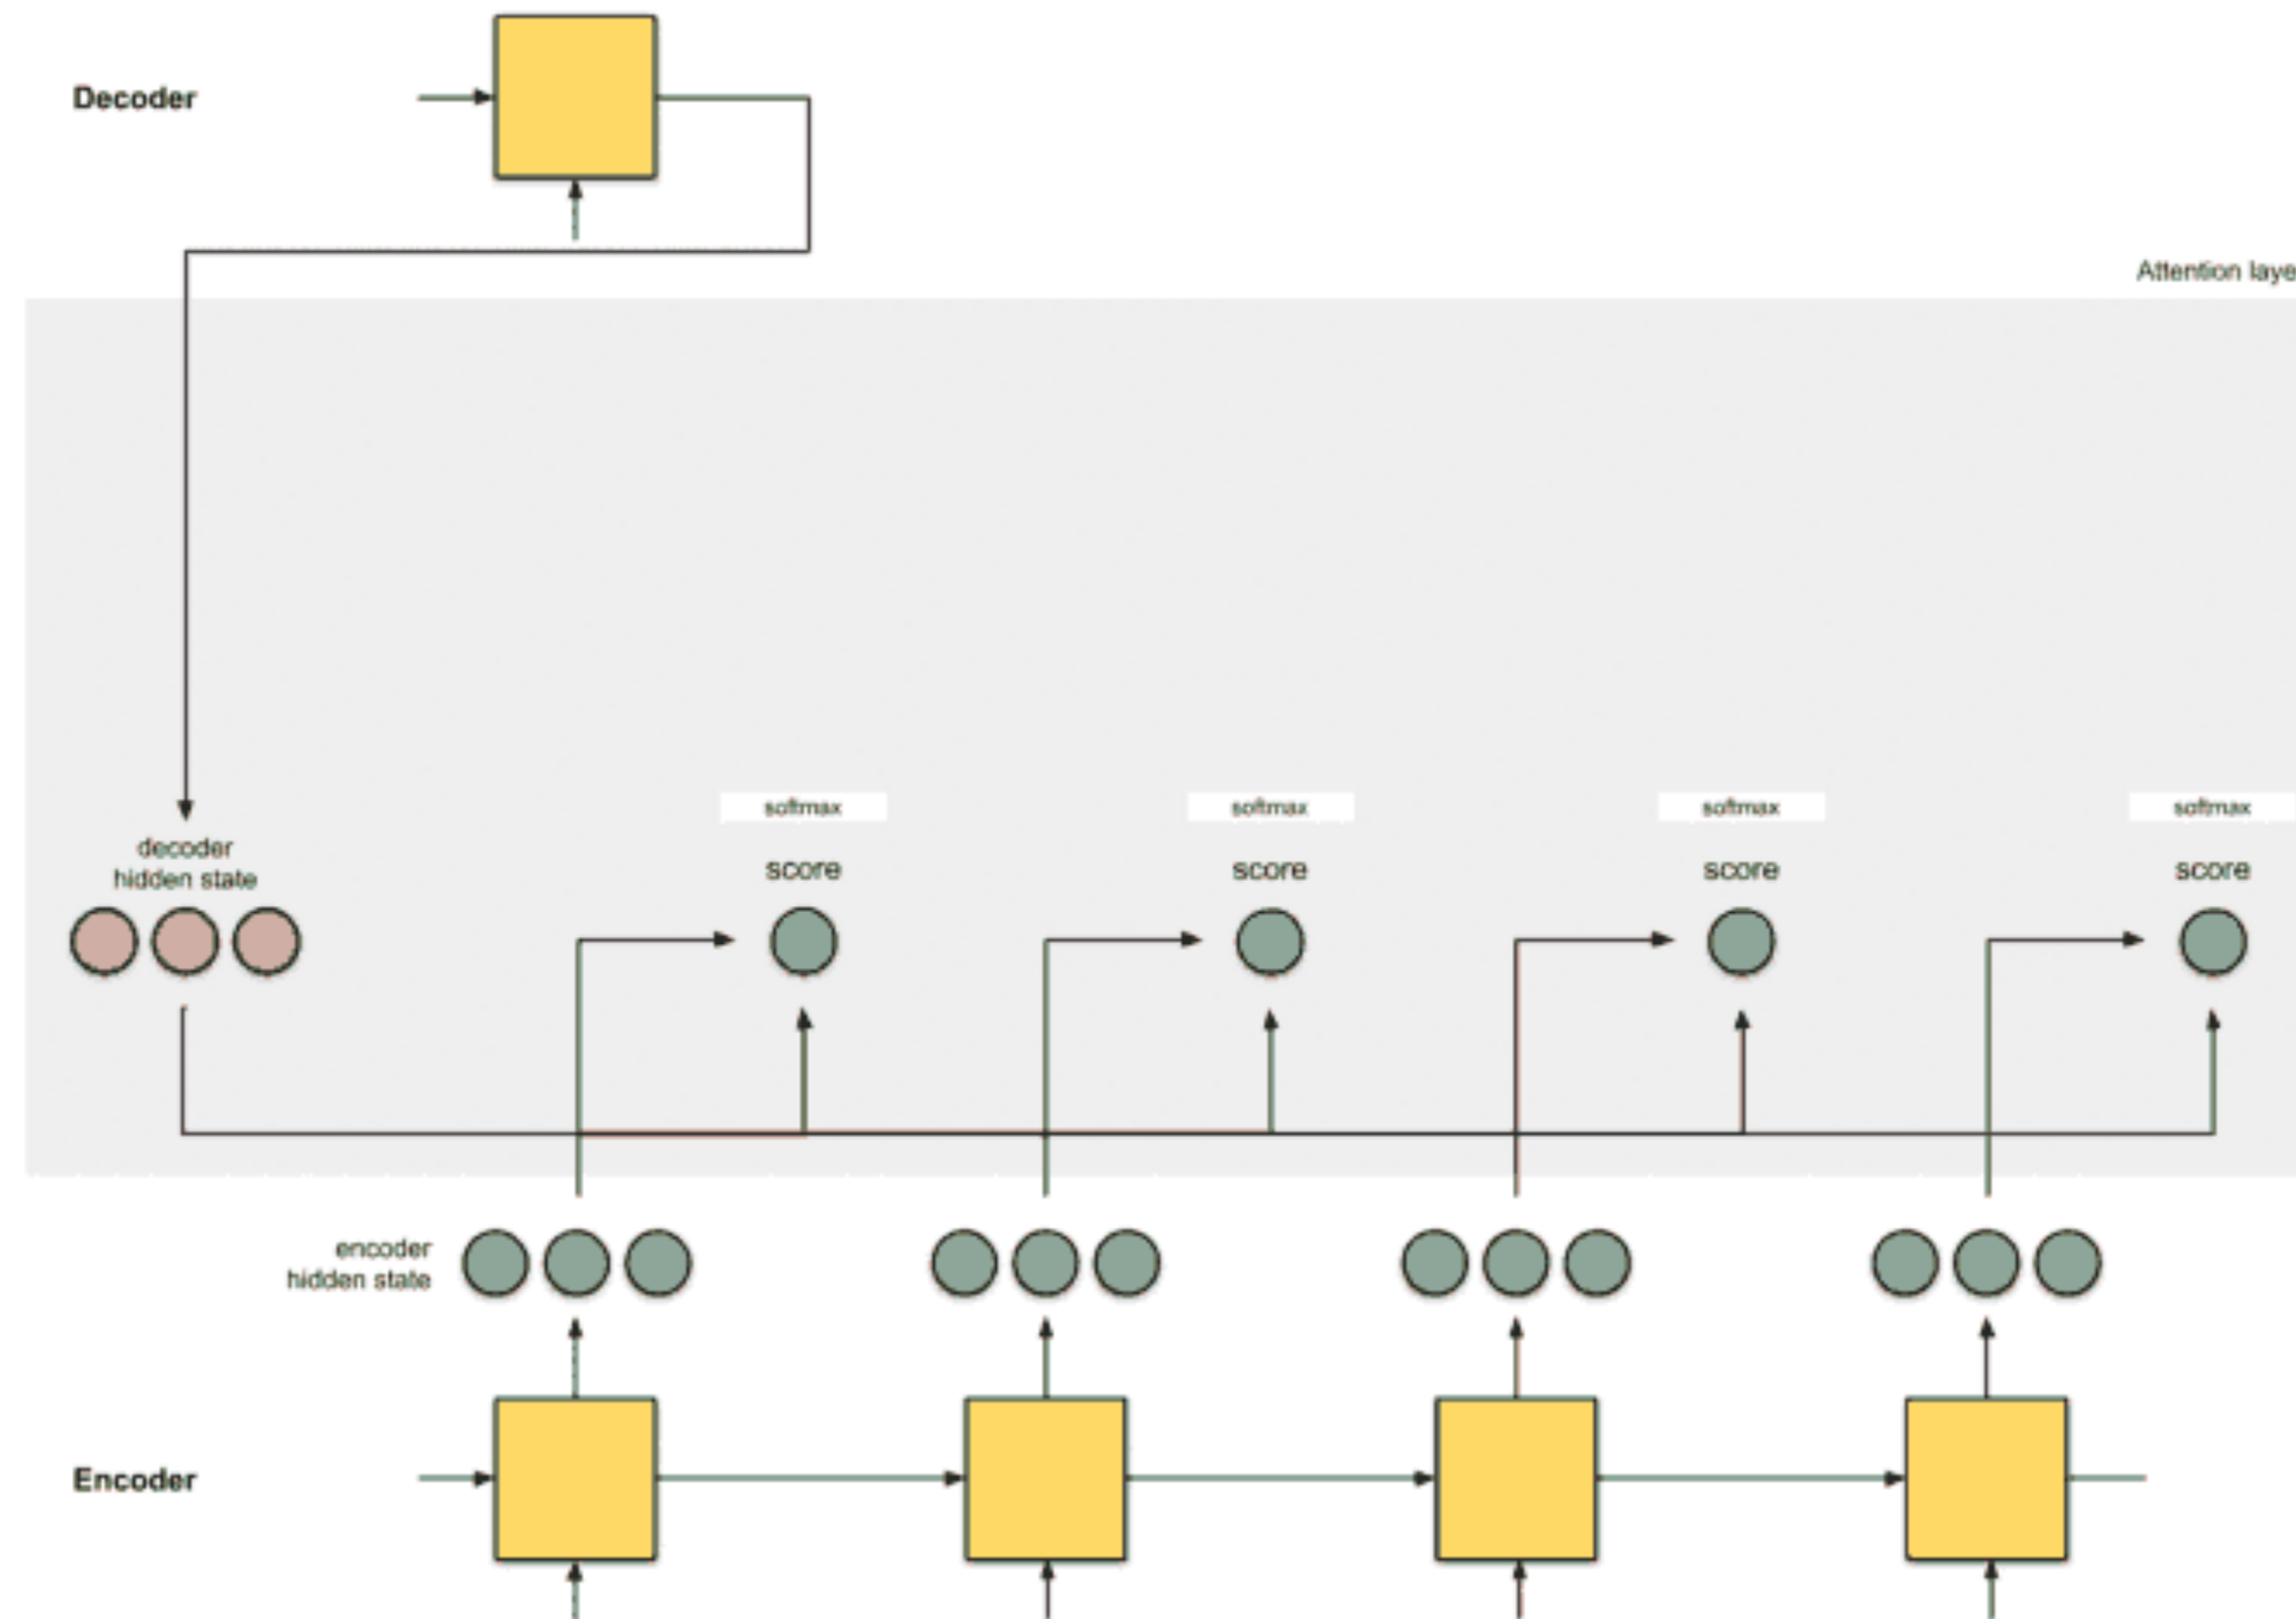 Decoder
Attention laye
softmax softmax softmax softmax
decoder
hidden state
score score score score
encoder
hidden state
Encoder